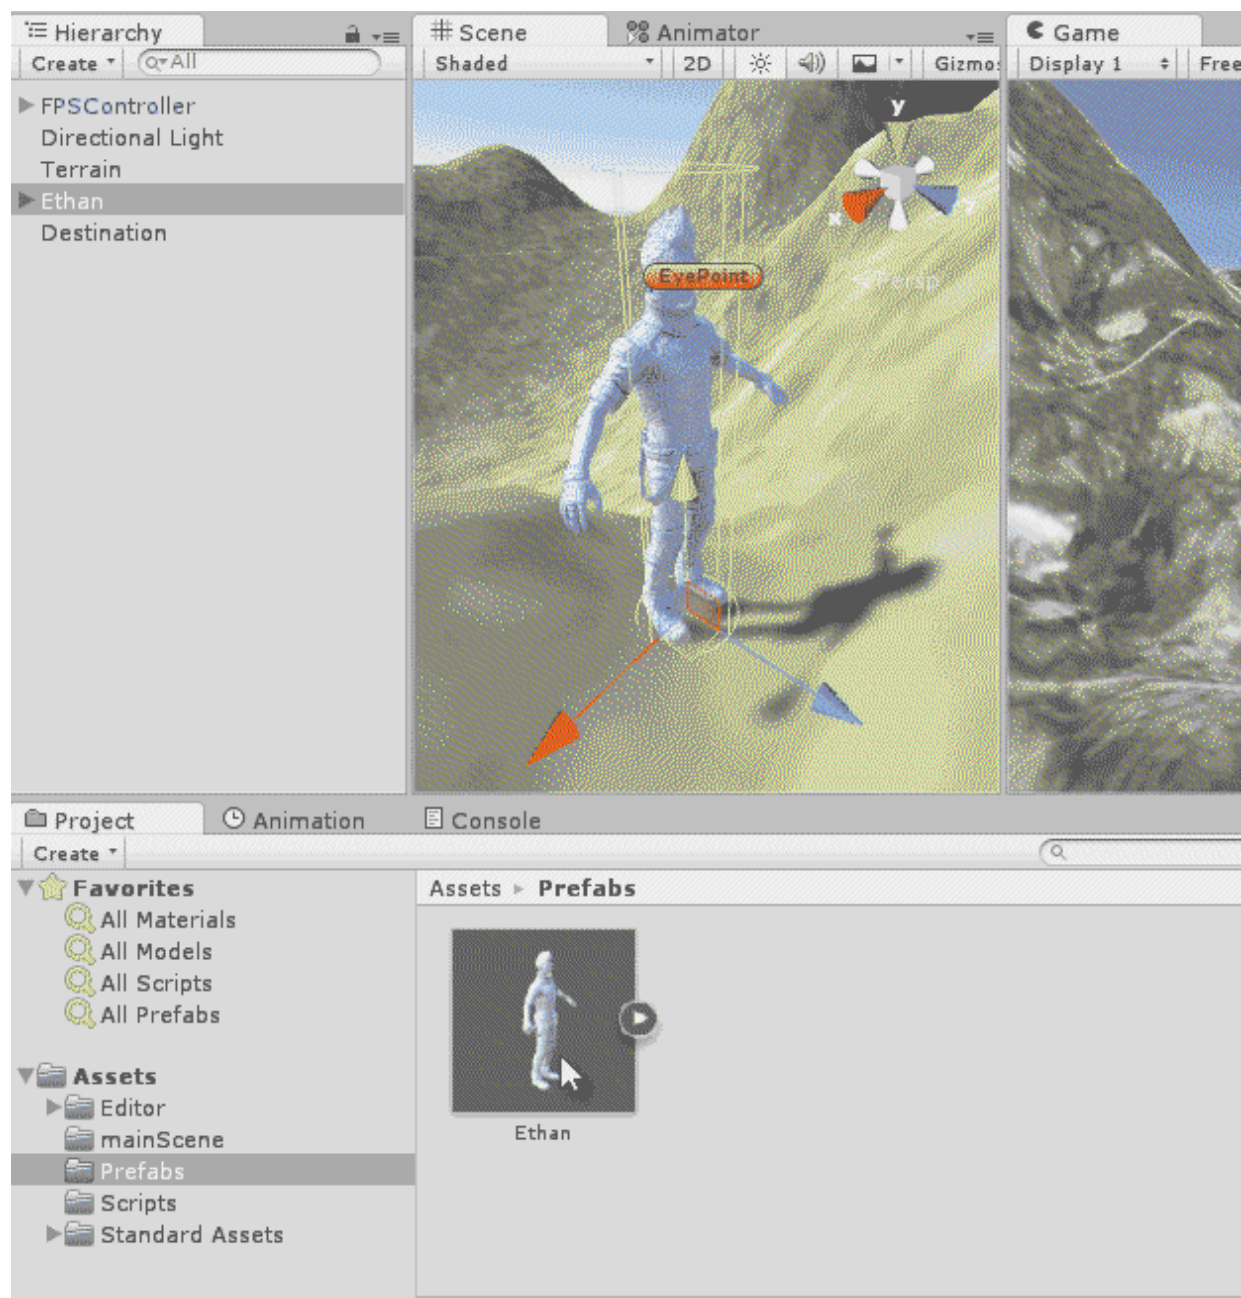 Hierarchy
Create
All
FPSController
Directional Light
Terrain
Ethan
Destination
Scene
Animator
Shaded
2D
Gizmos
y
x
EyePoint
Persp
Game
Display 1
Free
Project
Animation
Console
Create
Favorites
All Materials
All Models
All Scripts
All Prefabs
Assets
Editor
mainScene
Prefabs
Scripts
Standard Assets
Assets Prefabs
Ethan